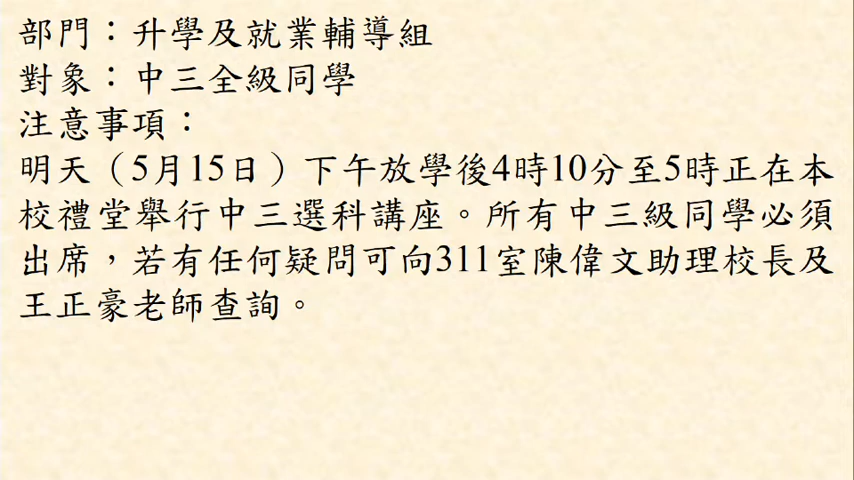 部門：升學及就業輔導組
對象：中三全級同學
注意事項：
明天（5月15日）下午放學後4時10分至5時正在本
校禮堂舉行中三選科講座。所有中三級同學必須
出席，若有任何疑問可向311室陳偉文助理校長及
王正豪老師查詢。